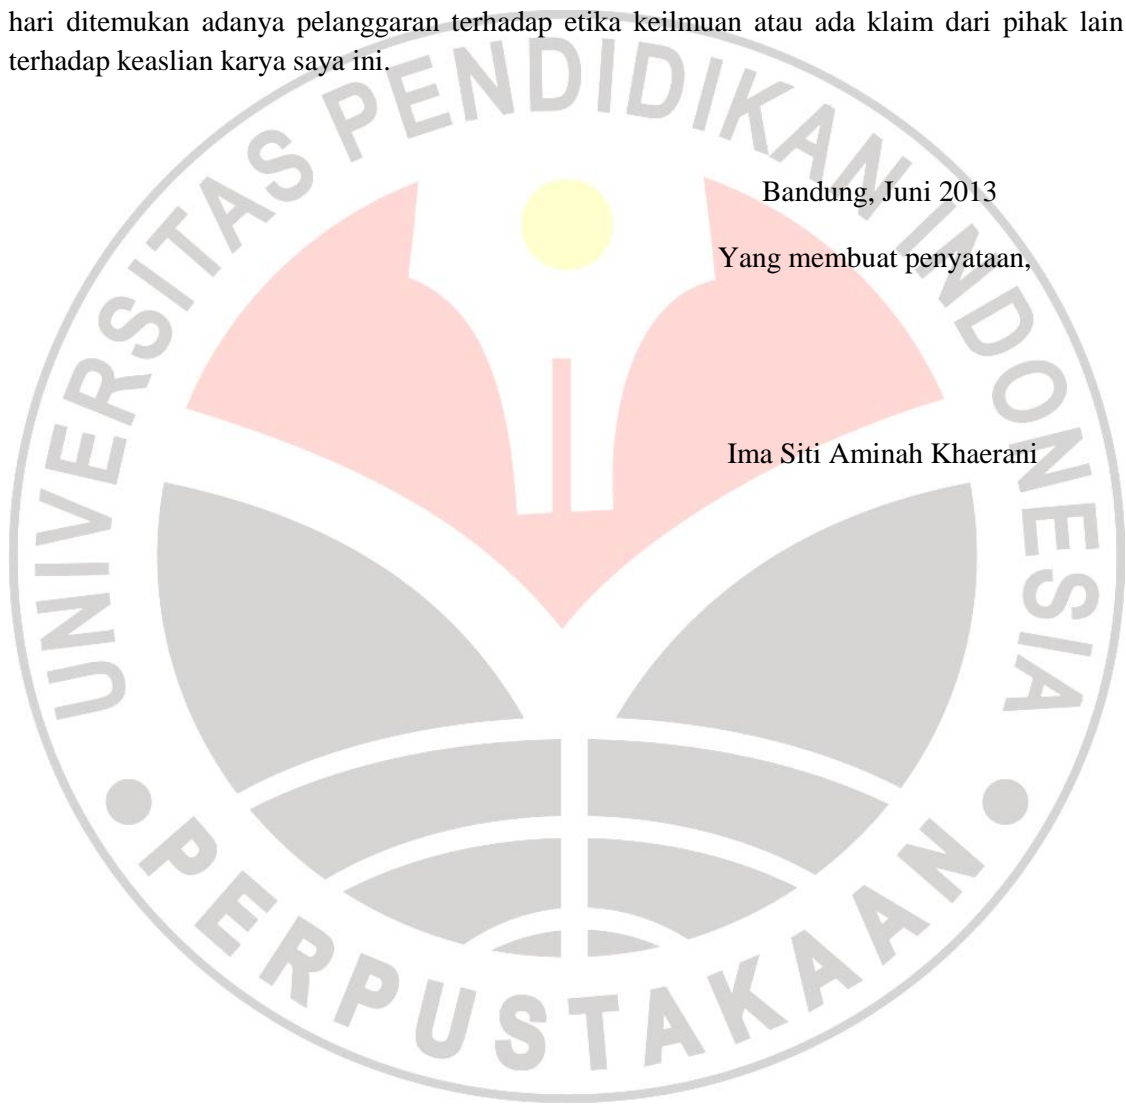 hari ditemukan adanya pelanggaran terhadap etika keilmuan atau ada klaim dari pihak lain
terhadap keaslian karya saya ini.
Bandung, Juni 2013
Yang membuat penyataan,
Ima Siti Aminah Khaerani
UNIVERSITAS PENDIDIKAN INDONESIA
PERPUSTAKAAN